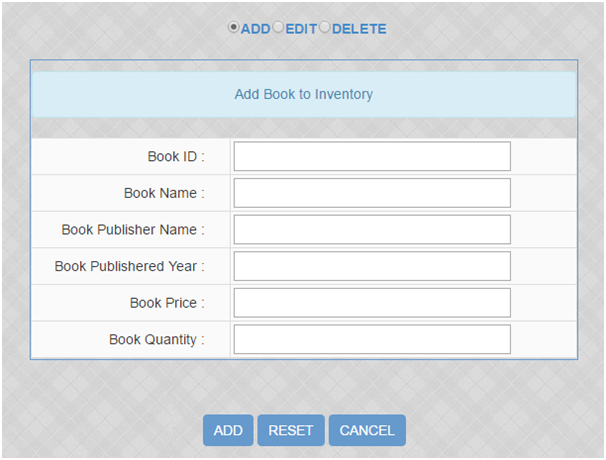 ADD EDIT DELETE
Add Book to Inventory
Book ID :
Book Name :
Book Publisher Name :
Book Publishered Year :
Book Price :
Book Quantity :
ADD RESET CANCEL